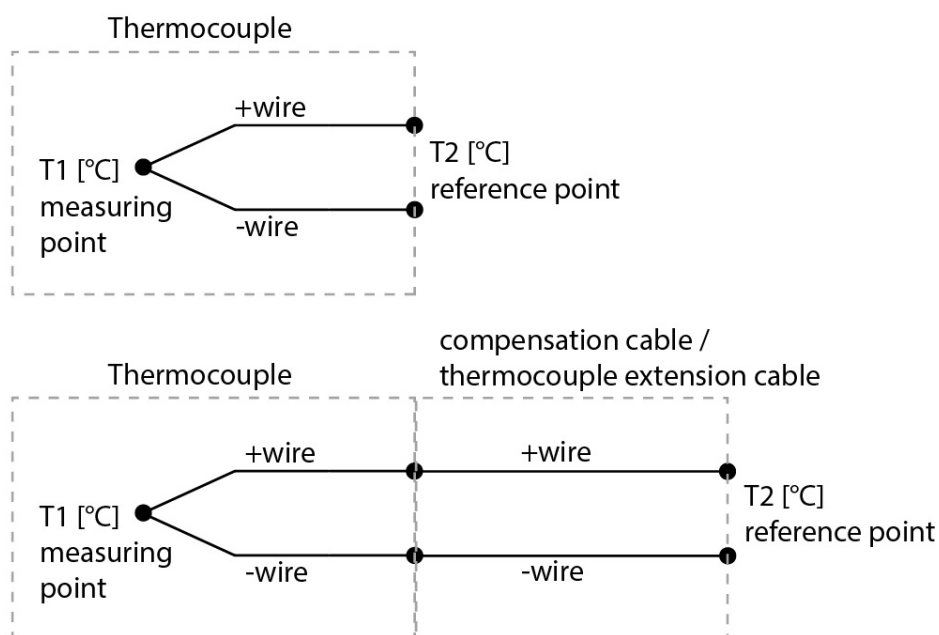 Thermocouple
+wire
T1 [°C]
measuring
point
-wire
T2 [°C]
reference point
compensation cable /
thermocouple extension cable
Thermocouple
+wire
+wire
T1 [°C]
measuring
point
-wire
-wire
T2 [°C]
reference point